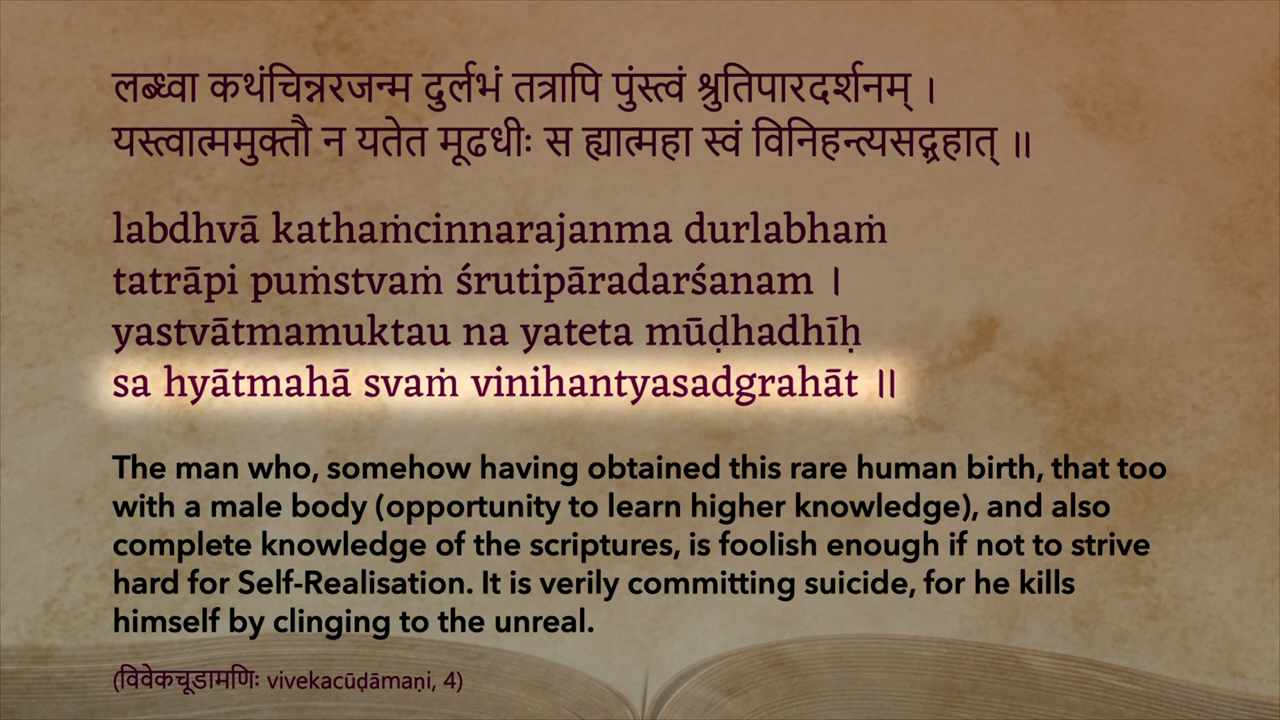 लब्ध्वा कथंचिन्नरजन्म दुर्लभं तत्रापि पुंस्त्वं श्रुतिपारदर्शनम् ।
यस्त्वात्ममुक्तौ न यतेत मूढधीः स ह्यात्महा स्वं विनिहन्त्यसद्ग्रहात् ॥
labdhvā kathaṁcinnarajanma durlabhaṁ
tatrāpi puṁstvaṁ śrutipāradarśanam ।
yastvātmamuktau na yateta mūḍhadhīḥ
sa hyātmahā svaṁ vinihantyasadgrahāt ॥
The man who, somehow having obtained this rare human birth, that too
with a male body (opportunity to learn higher knowledge), and also
complete knowledge of the scriptures, is foolish enough if not to strive
hard for Self-Realisation. It is verily committing suicide, for he kills
himself by clinging to the unreal.
(विवेकचूडामणिः vivekacūḍāmaṇi, 4)